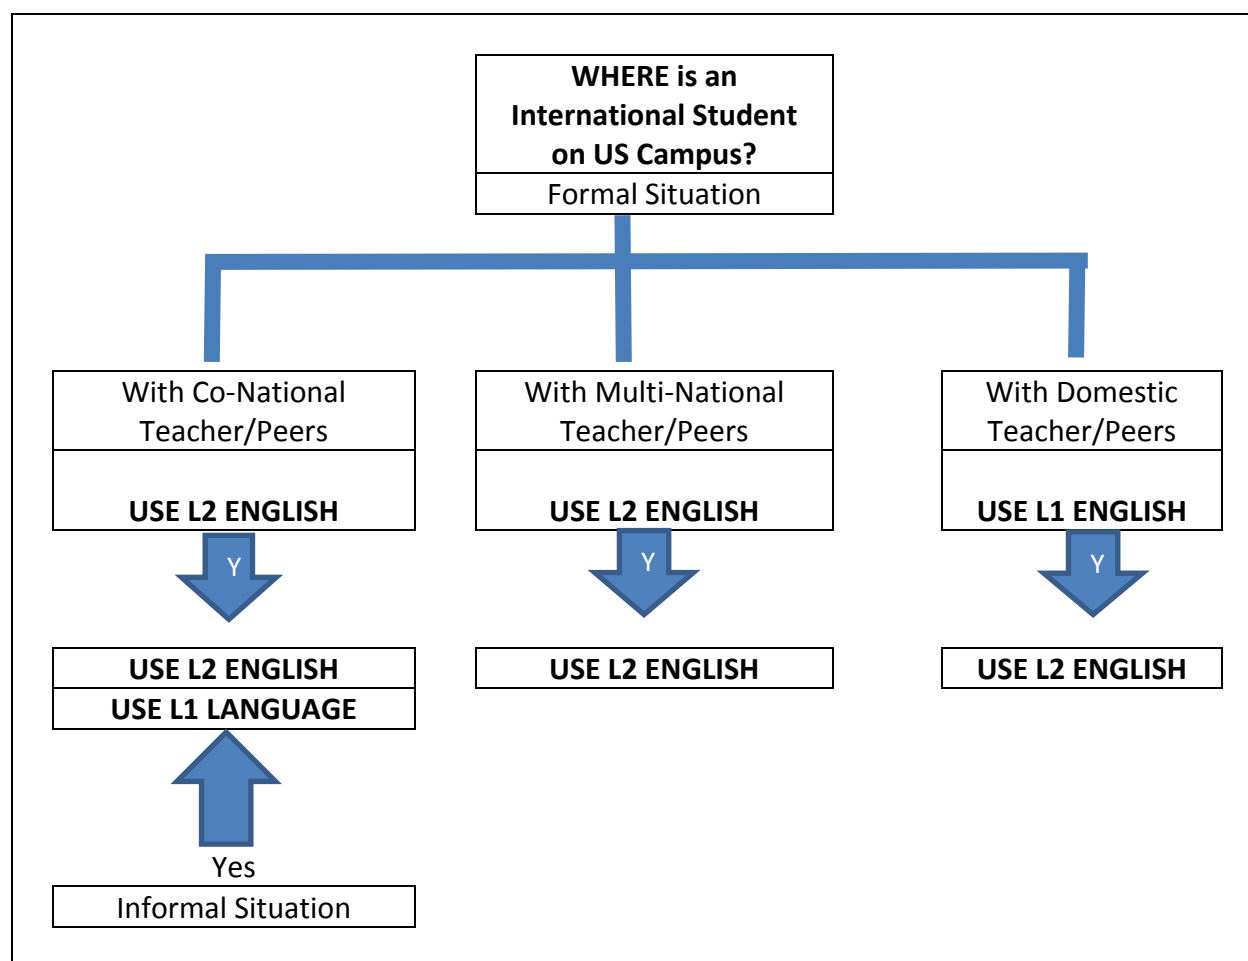 WHERE is an
International Student
on US Campus?
Formal Situation
With Co-National
Teacher/Peers
USE L2 ENGLISH
With Multi-National
Teacher/Peers
USE L2 ENGLISH
With Domestic
Teacher/Peers
USE L1 ENGLISH
Y
Y
Y
USE L2 ENGLISH
USE L1 LANGUAGE
USE L2 ENGLISH
USE L2 ENGLISH
Yes
Informal Situation